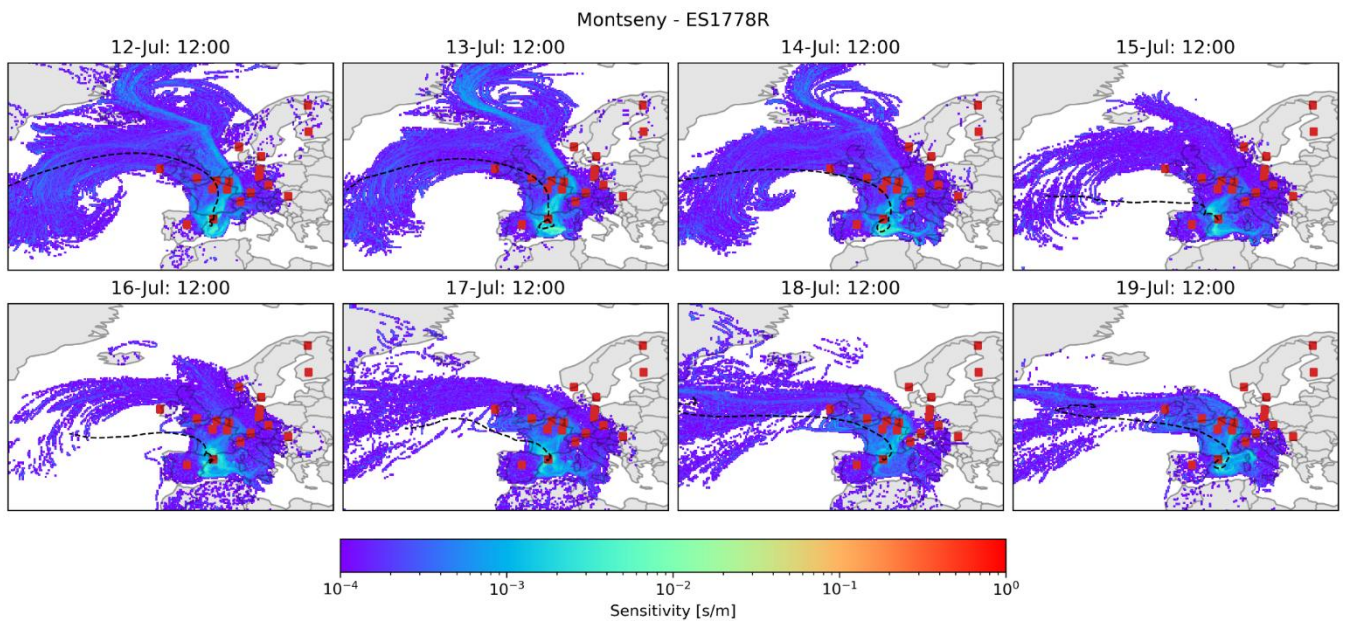 Montseny - ES1778R
12-Jul: 12:00 13-Jul: 12:00 14-Jul: 12:00 15-Jul: 12:00
16-Jul: 12:00 17-Jul: 12:00 18-Jul: 12:00 19-Jul: 12:00
10⁻⁴ 10⁻³ 10⁻² 10⁻¹ 10⁰
Sensitivity [s/m]